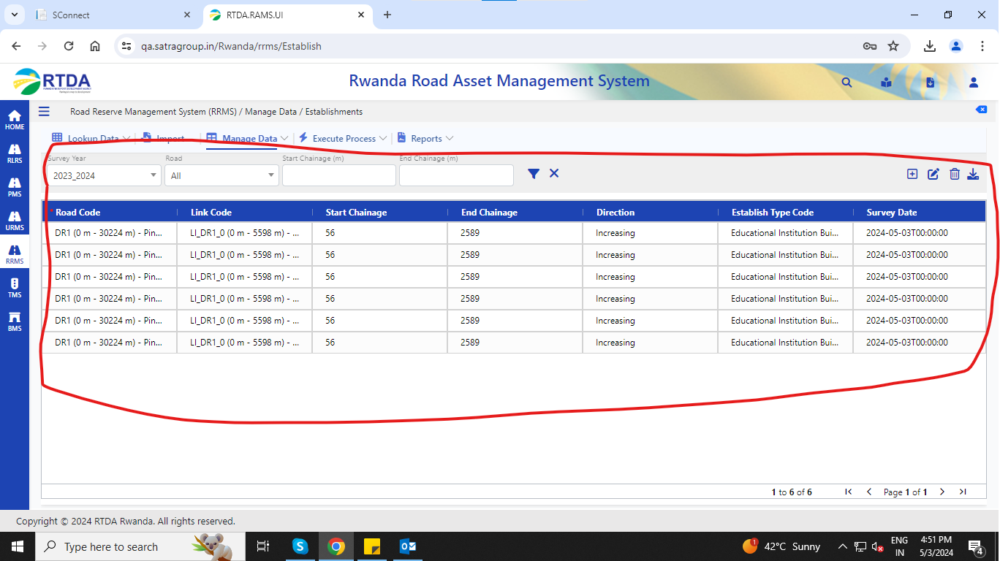 SConnect
RTDA.RAMS.UI
qa.satragroup.in/Rwanda/rrms/Establish
RTDA
Rwanda Road Asset Management System
HOME
RLRS
PMS
URMS
RRMS
TMS
BMS
Road Reserve Management System (RRMS) / Manage Data / Establishments
Lookup Data Import Manage Data Execute Process Reports
Survey Year Road Start Chainage (m) End Chainage (m)
2023_2024 All
* Road Code Link Code Start Chainage End Chainage Direction Establish Type Code Survey Date
DR1 (0 m - 30224 m) - Pin... LI_DR1_0 (0 m - 5598 m) - ... 56 2589 Increasing Educational Institution Bui... 2024-05-03T00:00:00
DR1 (0 m - 30224 m) - Pin... LI_DR1_0 (0 m - 5598 m) - ... 56 2589 Increasing Educational Institution Bui... 2024-05-03T00:00:00
DR1 (0 m - 30224 m) - Pin... LI_DR1_0 (0 m - 5598 m) - ... 56 2589 Increasing Educational Institution Bui... 2024-05-03T00:00:00
DR1 (0 m - 30224 m) - Pin... LI_DR1_0 (0 m - 5598 m) - ... 56 2589 Increasing Educational Institution Bui... 2024-05-03T00:00:00
DR1 (0 m - 30224 m) - Pin... LI_DR1_0 (0 m - 5598 m) - ... 56 2589 Increasing Educational Institution Bui... 2024-05-03T00:00:00
DR1 (0 m - 30224 m) - Pin... LI_DR1_0 (0 m - 5598 m) - ... 56 2589 Increasing Educational Institution Bui... 2024-05-03T00:00:00
1 to 6 of 6 Page 1 of 1
Copyright © 2024 RTDA Rwanda. All rights reserved.
Type here to search
S
1
42°C Sunny
ENG
IN
4:51 PM
5/3/2024
4